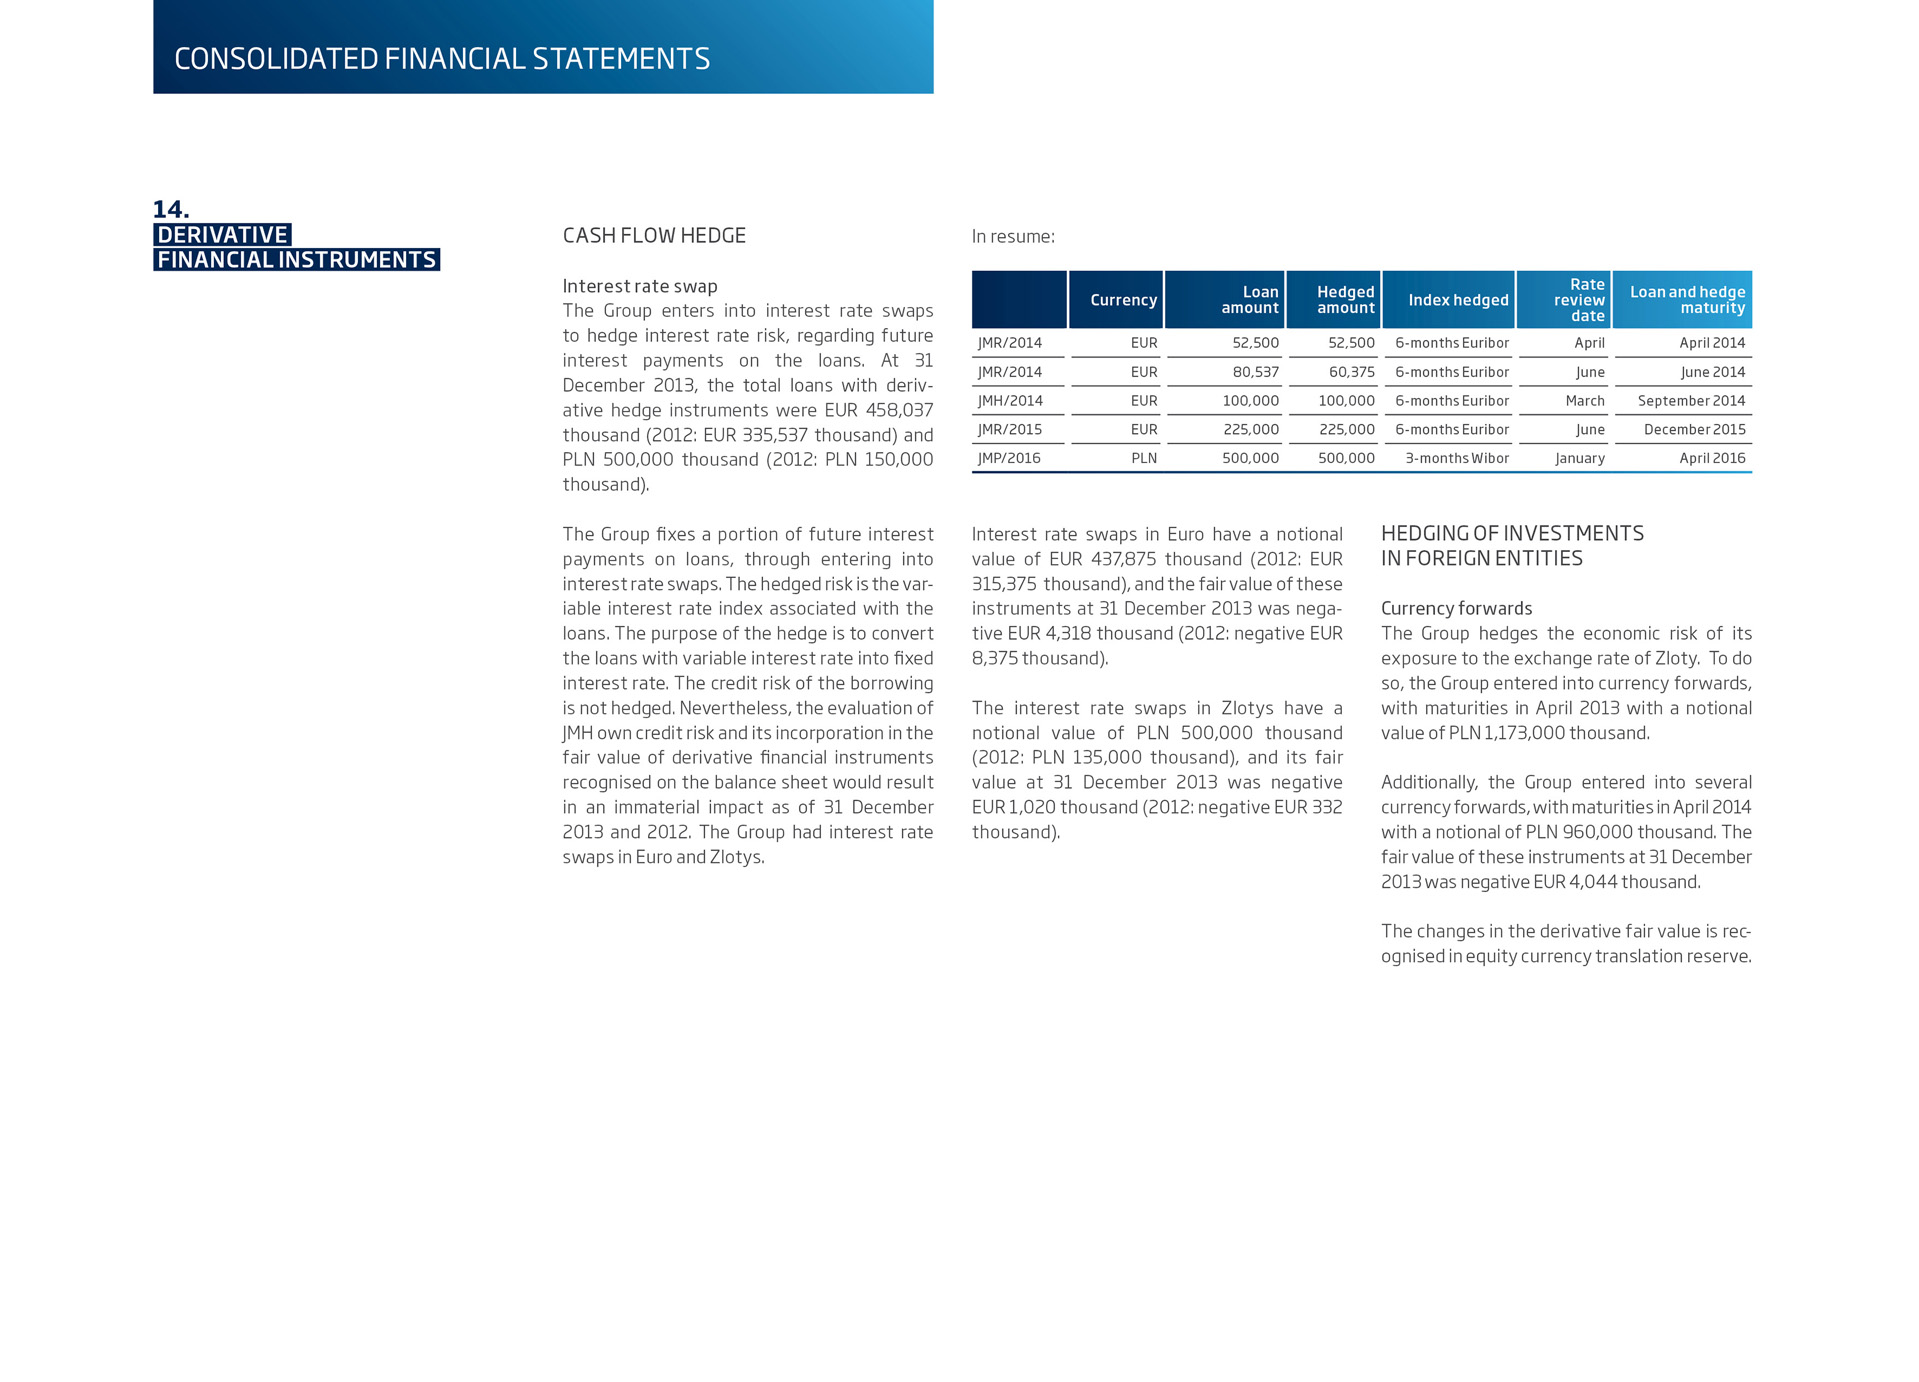 CONSOLIDATED FINANCIAL STATEMENTS
14.
DERIVATIVE
FINANCIAL INSTRUMENTS
CASH FLOW HEDGE
Interest rate swap
The Group enters into interest rate swaps
to hedge interest rate risk, regarding future
interest payments on the loans. At 31
December 2013, the total loans with deriv-
ative hedge instruments were EUR 458,037
thousand (2012: EUR 335,537 thousand) and
PLN 500,000 thousand (2012: PLN 150,000
thousand).
The Group fixes a portion of future interest
payments on loans, through entering into
interest rate swaps. The hedged risk is the var-
iable interest rate index associated with the
loans. The purpose of the hedge is to convert
the loans with variable interest rate into fixed
interest rate. The credit risk of the borrowing
is not hedged. Nevertheless, the evaluation of
JMH own credit risk and its incorporation in the
fair value of derivative financial instruments
recognised on the balance sheet would result
in an immaterial impact as of 31 December
2013 and 2012. The Group had interest rate
swaps in Euro and Zlotys.
In resume:
Currency Loan amount Hedged amount Index hedged Rate review date Loan and hedge maturity
JMR/2014 EUR 52,500 52,500 6-months Euribor April April 2014
JMR/2014 EUR 80,537 60,375 6-months Euribor June June 2014
JMH/2014 EUR 100,000 100,000 6-months Euribor March September 2014
JMR/2015 EUR 225,000 225,000 6-months Euribor June December 2015
JMP/2016 PLN 500,000 500,000 3-months Wibor January April 2016
Interest rate swaps in Euro have a notional
value of EUR 437,875 thousand (2012: EUR
315,375 thousand), and the fair value of these
instruments at 31 December 2013 was nega-
tive EUR 4,318 thousand (2012: negative EUR
8,375 thousand).
The interest rate swaps in Zlotys have a
notional value of PLN 500,000 thousand
(2012: PLN 135,000 thousand), and its fair
value at 31 December 2013 was negative
EUR 1,020 thousand (2012: negative EUR 332
thousand).
HEDGING OF INVESTMENTS
IN FOREIGN ENTITIES
Currency forwards
The Group hedges the economic risk of its
exposure to the exchange rate of Zloty. To do
so, the Group entered into currency forwards,
with maturities in April 2013 with a notional
value of PLN 1,173,000 thousand.
Additionally, the Group entered into several
currency forwards, with maturities in April 2014
with a notional of PLN 960,000 thousand. The
fair value of these instruments at 31 December
2013 was negative EUR 4,044 thousand.
The changes in the derivative fair value is rec-
ognised in equity currency translation reserve.